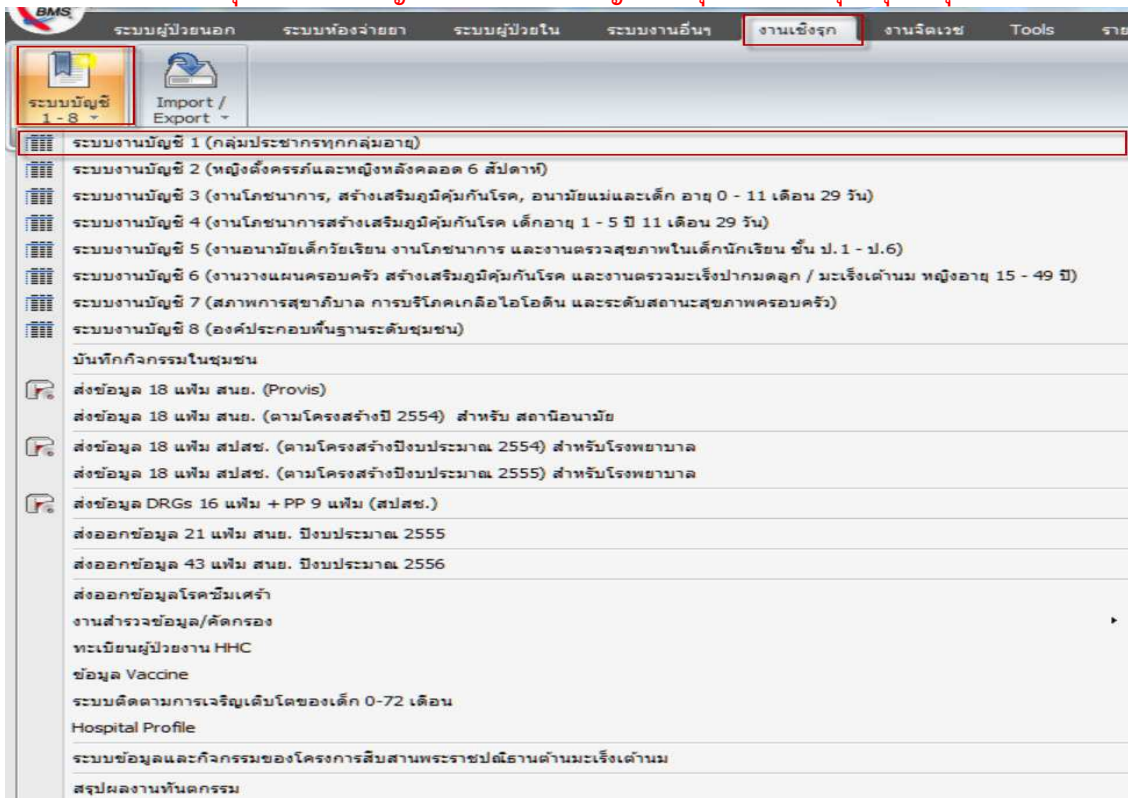 BMS
ระบบผู้ป่วยนอก ระบบห้องจ่ายยา ระบบผู้ป่วยใน ระบบงานอื่นๆ งานเชิงรุก งานจิตเวช Tools ราย
ระบบบัญชี 1 - 8
Import / Export
ระบบงานบัญชี 1 (กลุ่มประชากรทุกกลุ่มอายุ)
ระบบงานบัญชี 2 (หญิงตั้งครรภ์และหญิงหลังคลอด 6 สัปดาห์)
ระบบงานบัญชี 3 (งานโภชนาการ, สร้างเสริมภูมิคุ้มกันโรค, อนามัยแม่และเด็ก อายุ 0 - 11 เดือน 29 วัน)
ระบบงานบัญชี 4 (งานโภชนาการสร้างเสริมภูมิคุ้มกันโรค เด็กอายุ 1 - 5 ปี 11 เดือน 29 วัน)
ระบบงานบัญชี 5 (งานอนามัยเด็กวัยเรียน งานโภชนาการ และงานตรวจสุขภาพในเด็กนักเรียน ชั้น ป.1 - ป.6)
ระบบงานบัญชี 6 (งานวางแผนครอบครัว สร้างเสริมภูมิคุ้มกันโรค และงานตรวจมะเร็งปากมดลูก / มะเร็งเต้านม หญิงอายุ 15 - 49 ปี)
ระบบงานบัญชี 7 (สภาพการสุขาภิบาล การบริโภคเกลือไอโอดีน และระดับสถานะสุขภาพครอบครัว)
ระบบงานบัญชี 8 (องค์ประกอบพื้นฐานระดับชุมชน)
บันทึกกิจกรรมในชุมชน
ส่งข้อมูล 18 แฟ้ม สนย. (Provis)
ส่งข้อมูล 18 แฟ้ม สนย. (ตามโครงสร้างปี 2554) สำหรับ สถานีอนามัย
ส่งข้อมูล 18 แฟ้ม สปสช. (ตามโครงสร้างปีงบประมาณ 2554) สำหรับโรงพยาบาล
ส่งข้อมูล 18 แฟ้ม สปสช. (ตามโครงสร้างปีงบประมาณ 2555) สำหรับโรงพยาบาล
ส่งข้อมูล DRGs 16 แฟ้ม + PP 9 แฟ้ม (สปสช.)
ส่งออกข้อมูล 21 แฟ้ม สนย. ปีงบประมาณ 2555
ส่งออกข้อมูล 43 แฟ้ม สนย. ปีงบประมาณ 2556
ส่งออกข้อมูลโรคซึมเศร้า
งานสำรวจข้อมูล/คัดกรอง
ทะเบียนผู้ป่วยงาน HHC
ข้อมูล Vaccine
ระบบติดตามการเจริญเติบโตของเด็ก 0-72 เดือน
Hospital Profile
ระบบข้อมูลและกิจกรรมของโครงการสืบสานพระราชปณิธานต้านมะเร็งเต้านม
สรุปผลงานทันตกรรม